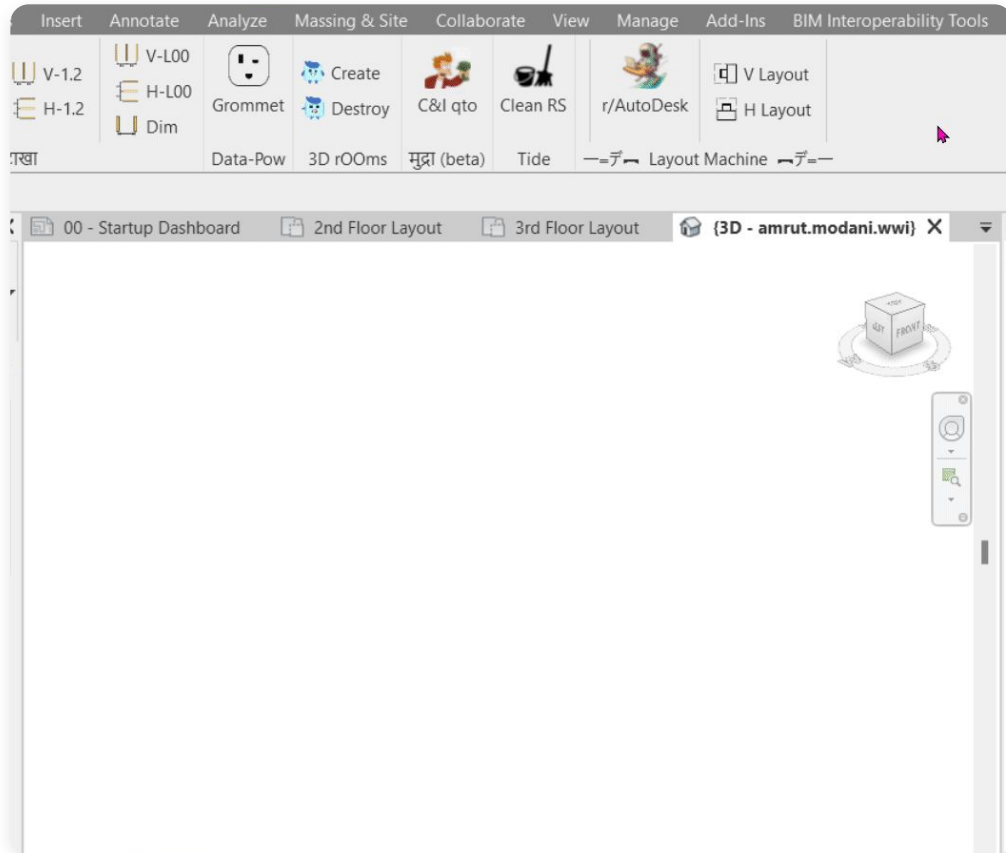 Insert Annotate Analyze Massing & Site Collaborate View Manage Add-Ins BIM Interoperability Tools
V-1.2
H-1.2
V-L00
H-L00
Dim
Grommet
Create
Destroy
C&I qto
Clean RS
r/AutoDesk
V Layout
H Layout
Data-Pow 3D rOOms मुद्रा (beta) Tide Layout Machine
00 - Startup Dashboard 2nd Floor Layout 3rd Floor Layout {3D - amrut.modani.wwi}
FRONT